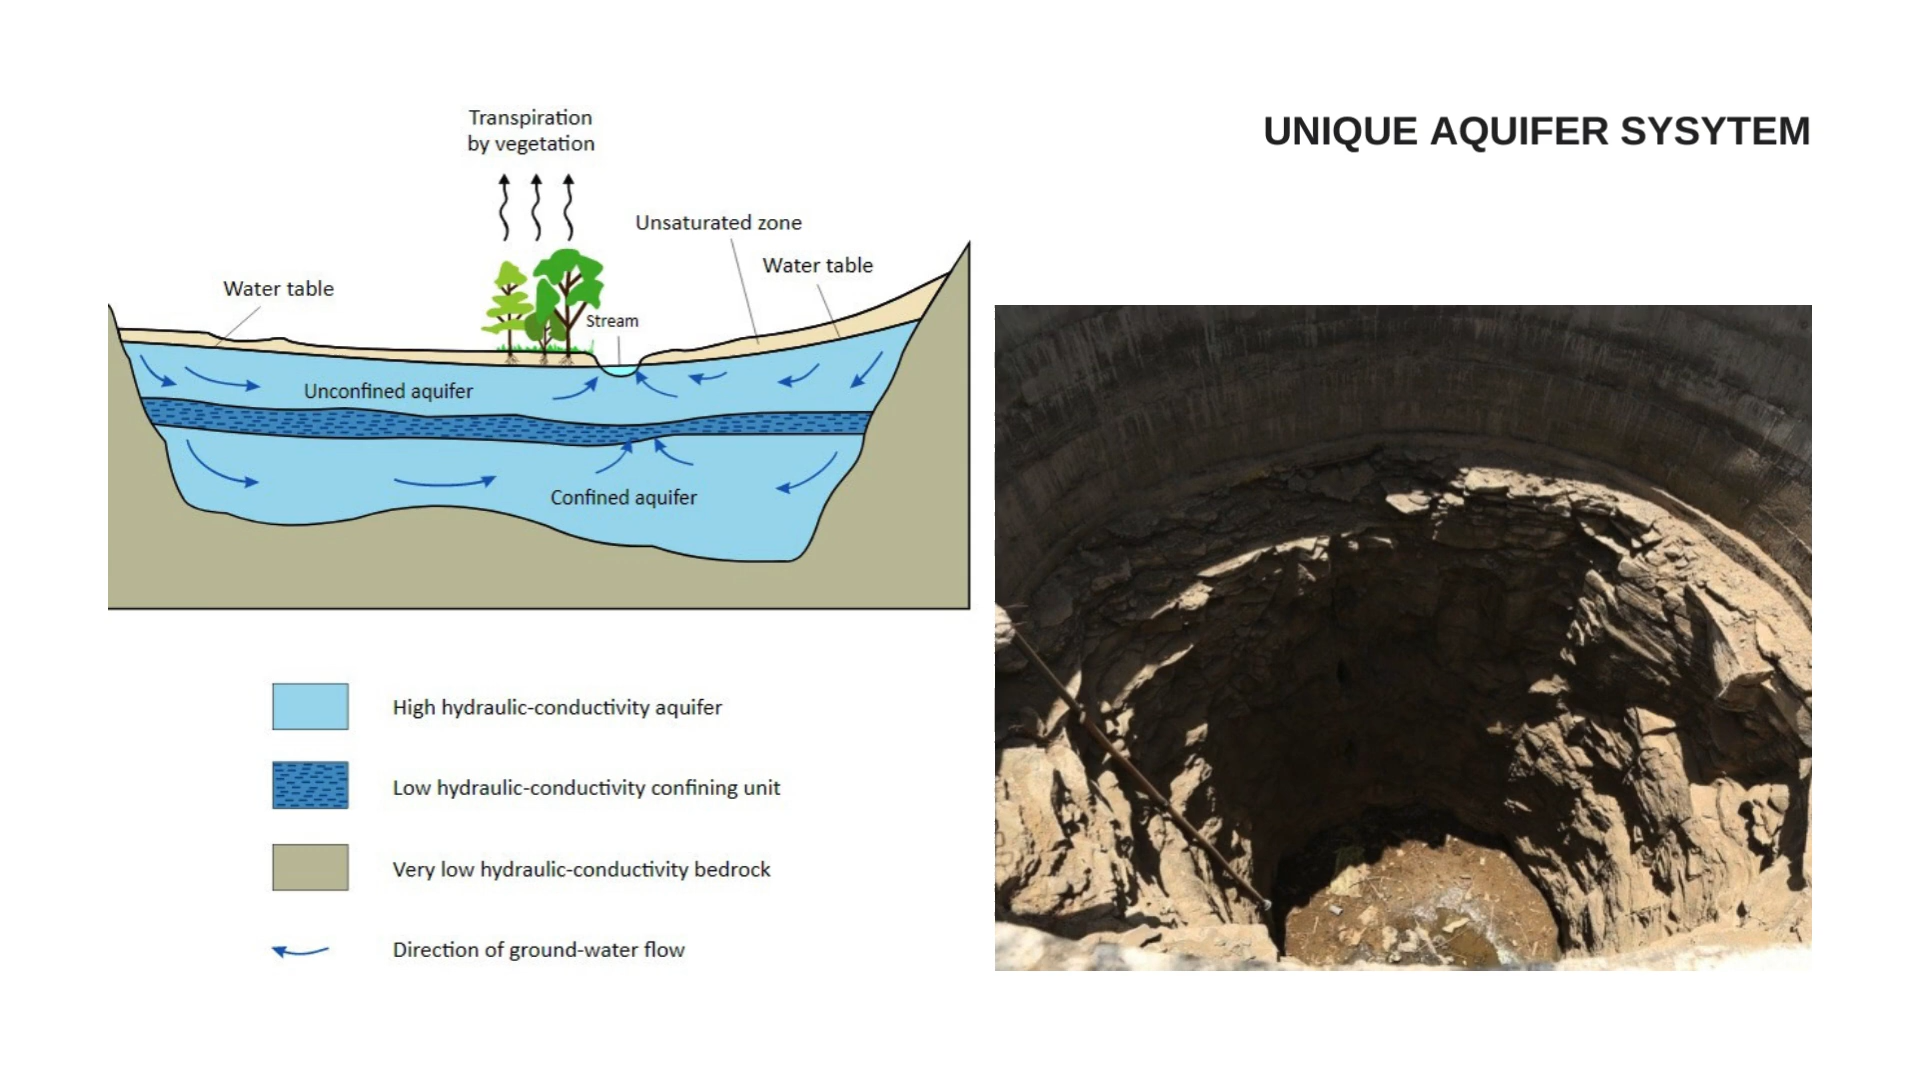 UNIQUE AQUIFER SYSYTEM
Transpiration
by vegetation
Unsaturated zone
Water table
Water table
Stream
Unconfined aquifer
Confined aquifer
High hydraulic-conductivity aquifer
Low hydraulic-conductivity confining unit
Very low hydraulic-conductivity bedrock
Direction of ground-water flow